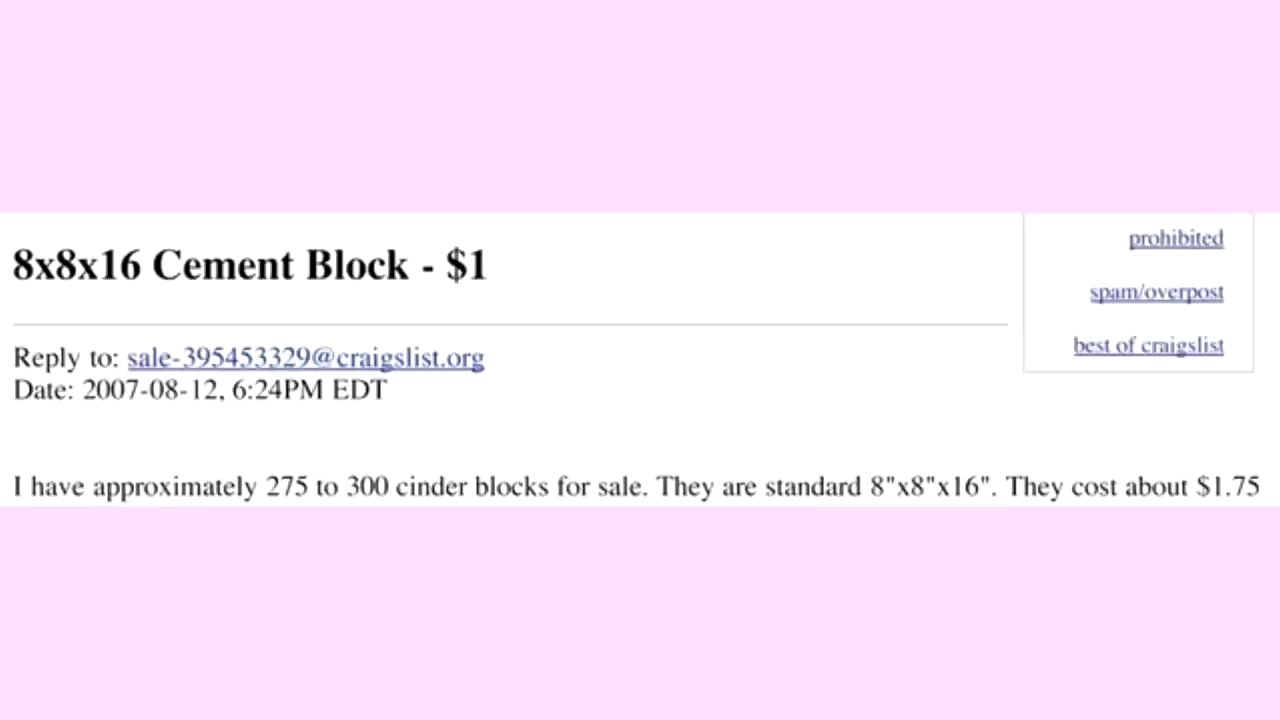 prohibited
8x8x16 Cement Block - $1
spam/overpost
best of craigslist
Reply to: sale-395453329@craigslist.org
Date: 2007-08-12, 6:24PM EDT
I have approximately 275 to 300 cinder blocks for sale. They are standard 8"x8"x16". They cost about $1.75